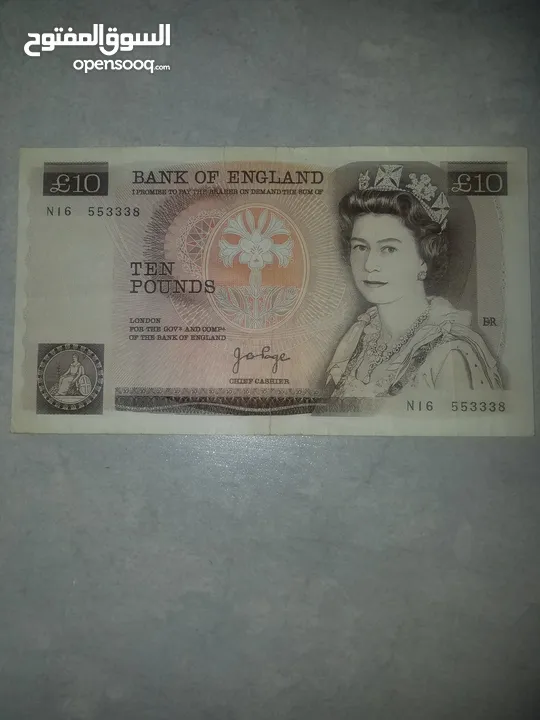 السوق المفتوح
opensooq.com
BANK OF ENGLAND
£10
£10
I PROMISE TO PAY THE BEARER ON DEMAND THE SUM OF
N16 553338
TEN
POUNDS
LONDON
FOR THE GOVR AND COMPA
OF THE BANK OF ENGLAND
CHIEF CASHIER
N16 553338